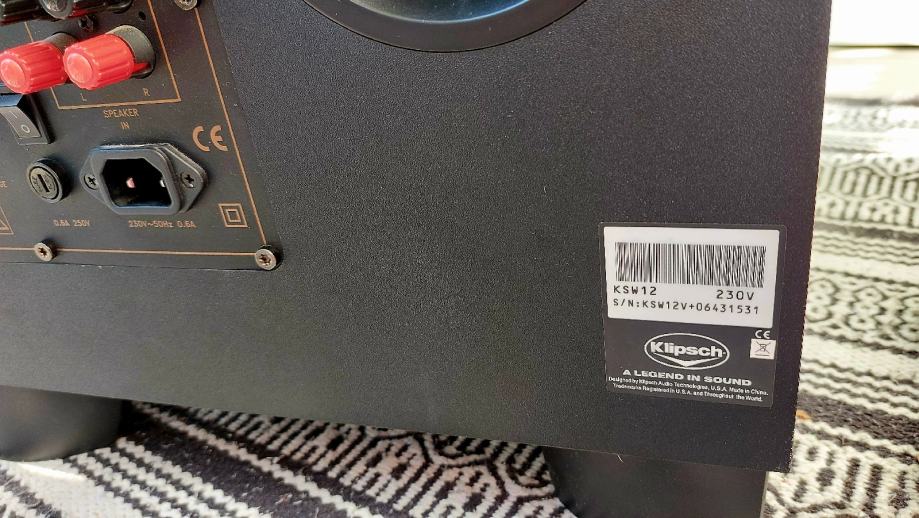 L R
SPEAKER
IN
CE
0.6A 250V
230V~50Hz 0.6A
KSW12 230V
S/N:KSW12V+06431531
CE
Klipsch
A LEGEND IN SOUND
Designed by Klipsch Audio Technologies, U.S.A. Made in China.
Trademarks Registered in U.S.A. and Throughout the World.